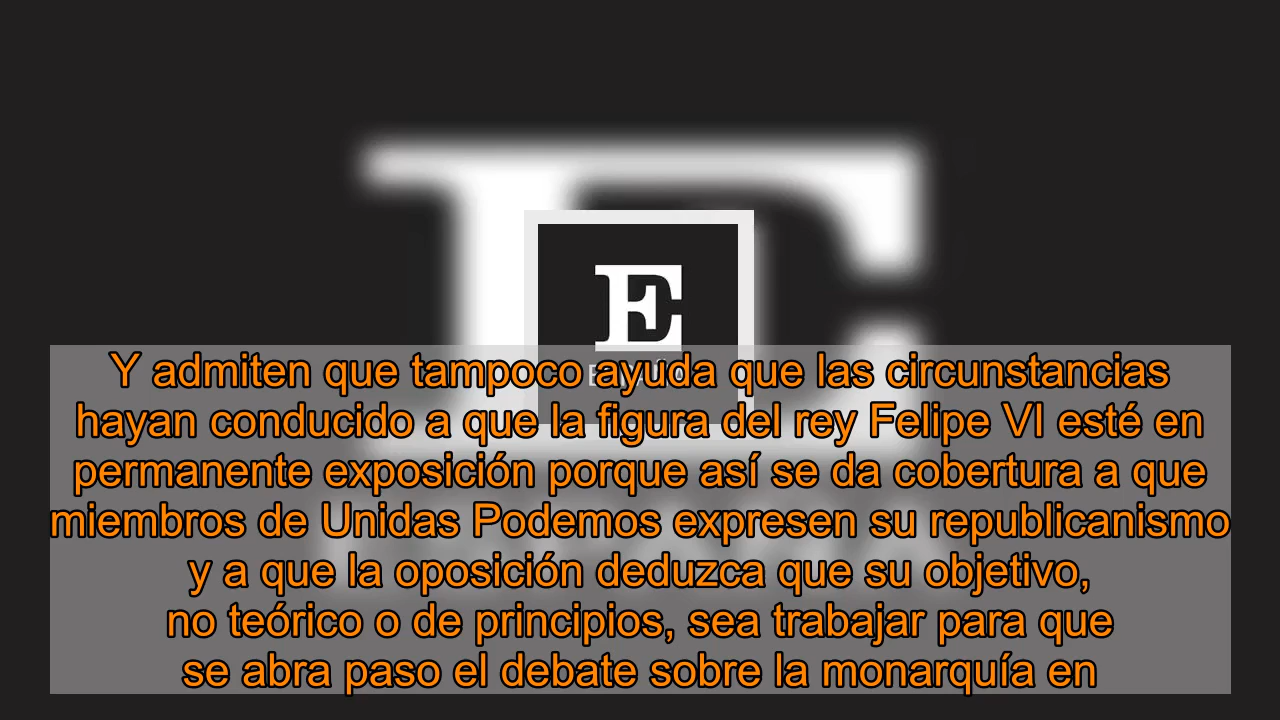 E
Y admiten que tampoco ayuda que las circunstancias
hayan conducido a que la figura del rey Felipe VI esté en
permanente exposición porque así se da cobertura a que
miembros de Unidas Podemos expresen su republicanismo
y a que la oposición deduzca que su objetivo,
no teórico o de principios, sea trabajar para que
se abra paso el debate sobre la monarquía en